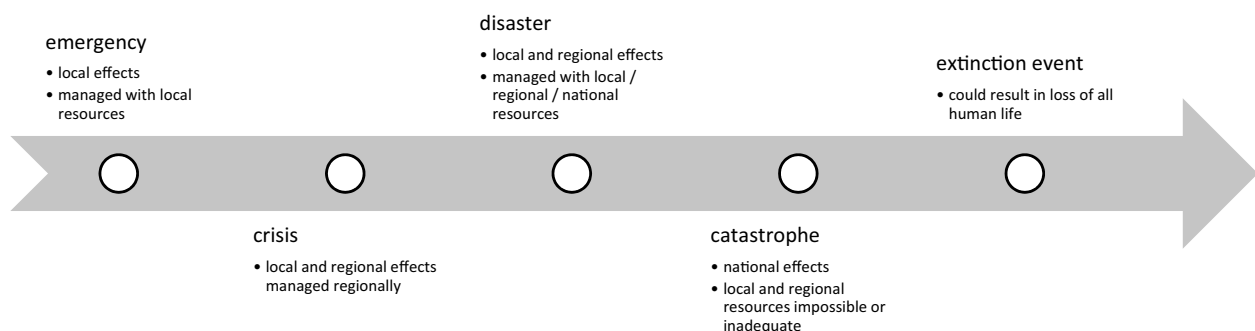 emergency
• local effects
• managed with local
resources
crisis
• local and regional effects
managed regionally
disaster
• local and regional effects
• managed with local /
regional / national
resources
catastrophe
• national effects
• local and regional
resources impossible or
inadequate
extinction event
• could result in loss of all
human life